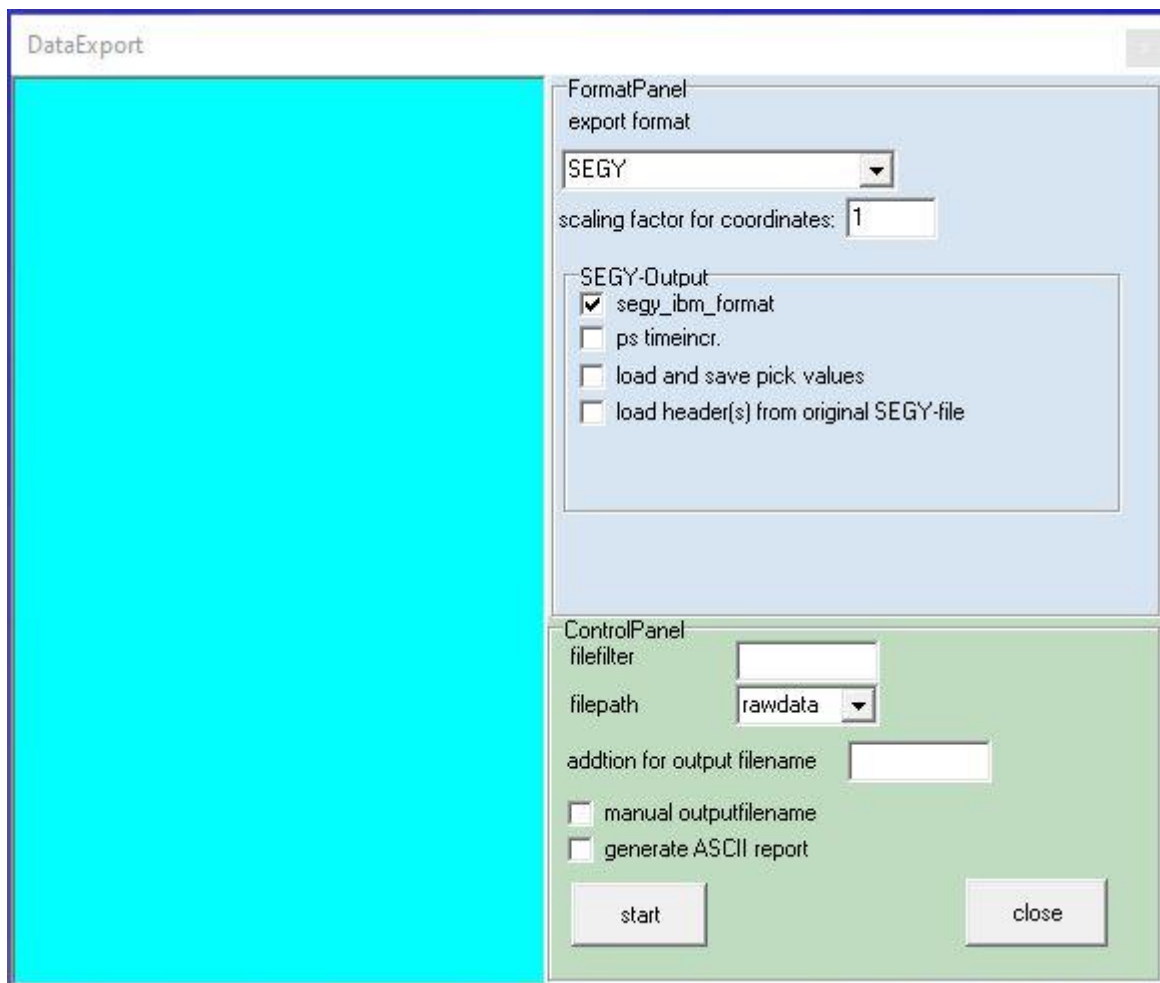 DataExport
FormatPanel
export format
SEGY
scaling factor for coordinates: 1
SEGY-Output
segy_ibm_format
ps timeincr.
load and save pick values
load header(s) from original SEGY-file
ControlPanel
filefilter
filepath rawdata
addtion for output filename
manual outputfilename
generate ASCII report
start close